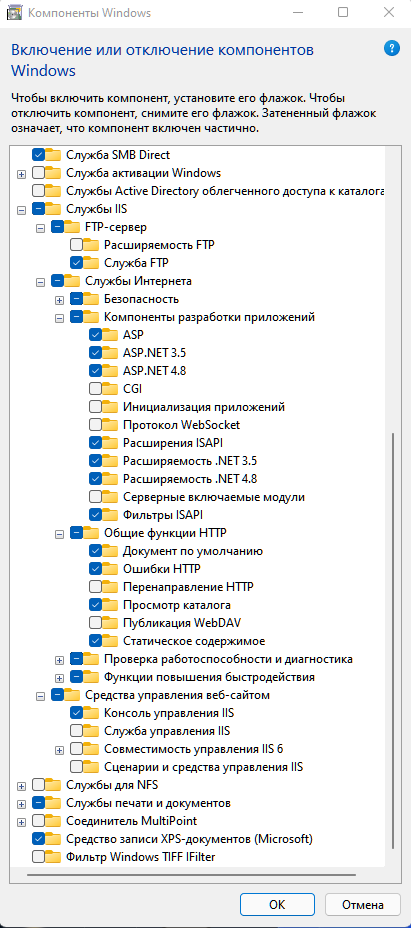 Компоненты Windows
Включение или отключение компонентов
Windows
Чтобы включить компонент, установите его флажок. Чтобы
отключить компонент, снимите его флажок. Затененный флажок
означает, что компонент включен частично.
Служба SMB Direct
Служба активации Windows
Службы Active Directory облегченного доступа к каталога
Службы IIS
FTP-сервер
Расширяемость FTP
Служба FTP
Службы Интернета
Безопасность
Компоненты разработки приложений
ASP
ASP.NET 3.5
ASP.NET 4.8
CGI
Инициализация приложений
Протокол WebSocket
Расширения ISAPI
Расширяемость .NET 3.5
Расширяемость .NET 4.8
Серверные включаемые модули
Фильтры ISAPI
Общие функции HTTP
Документ по умолчанию
Ошибки HTTP
Перенаправление HTTP
Просмотр каталога
Публикация WebDAV
Статическое содержимое
Проверка работоспособности и диагностика
Функции повышения быстродействия
Средства управления веб-сайтом
Консоль управления IIS
Служба управления IIS
Совместимость управления IIS 6
Сценарии и средства управления IIS
Службы для NFS
Службы печати и документов
Соединитель MultiPoint
Средство записи XPS-документов (Microsoft)
Фильтр Windows TIFF IFilter
ОК
Отмена